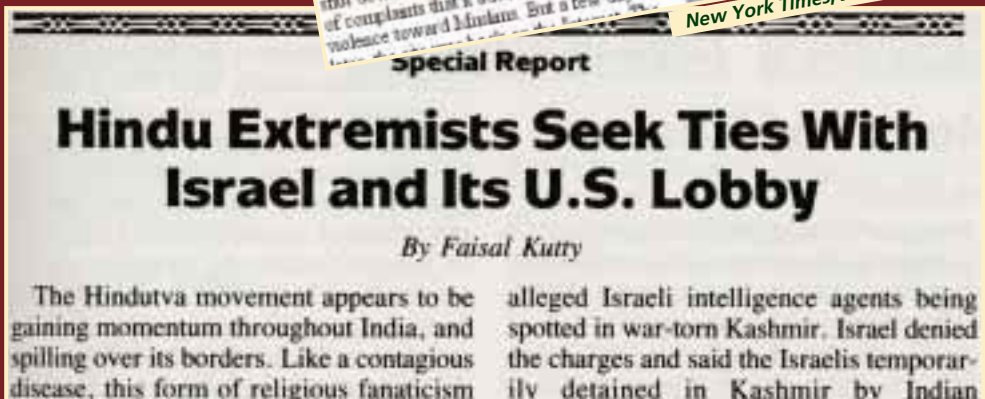 of complaints that it
violence toward Muslims. But a few
New York Times,
Special Report
Hindu Extremists Seek Ties With
Israel and Its U.S. Lobby
By Faisal Kutty
The Hindutva movement appears to be
gaining momentum throughout India, and
spilling over its borders. Like a contagious
disease, this form of religious fanaticism
alleged Israeli intelligence agents being
spotted in war-torn Kashmir. Israel denied
the charges and said the Israelis temporar-
ily detained in Kashmir by Indian